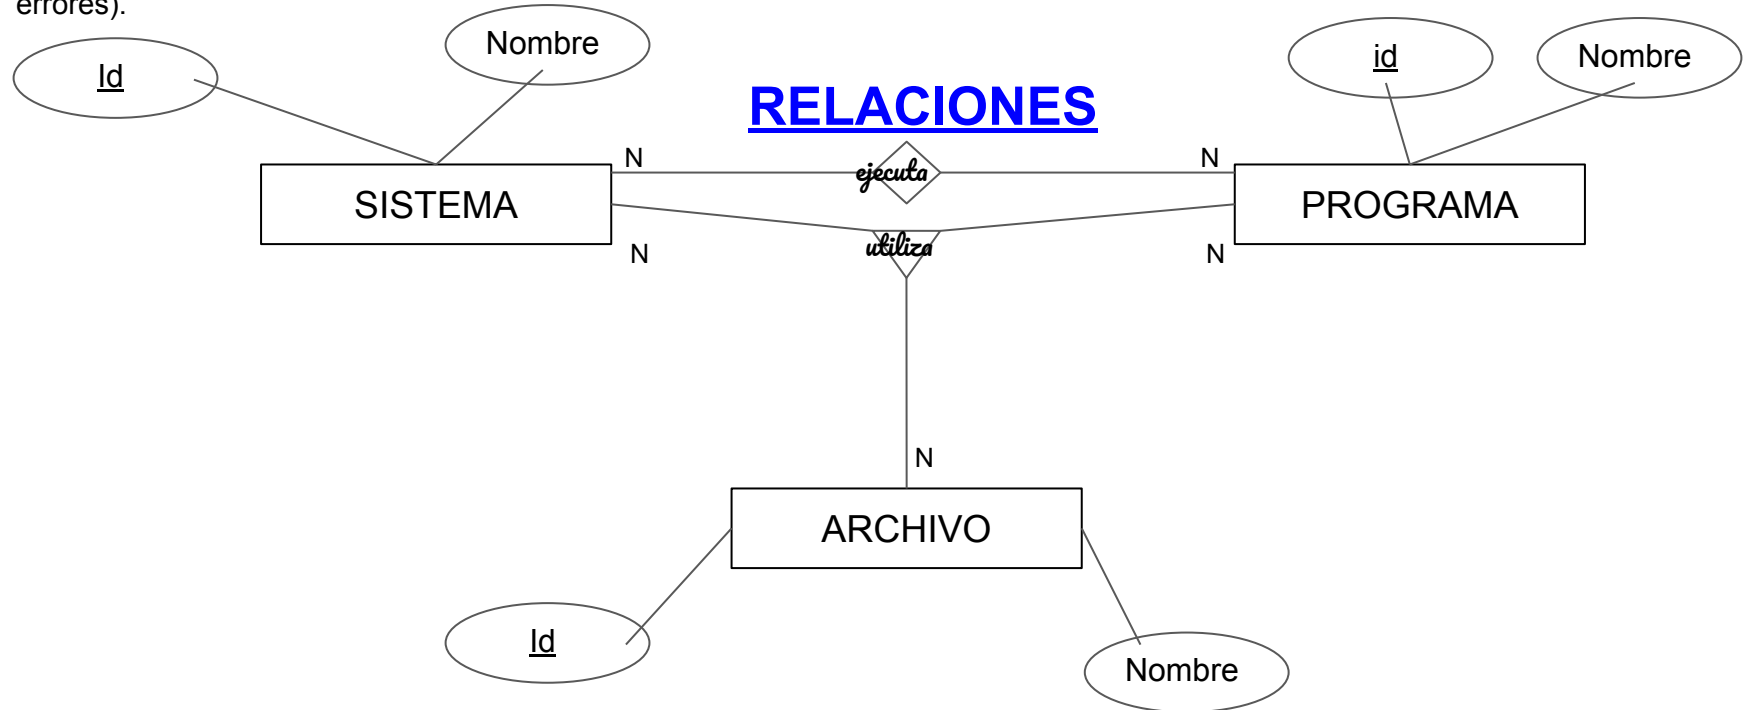 errores).
Id
Nombre
id
Nombre
RELACIONES
N
ejecuta
N
SISTEMA
PROGRAMA
N
utiliza
N
N
ARCHIVO
Id
Nombre